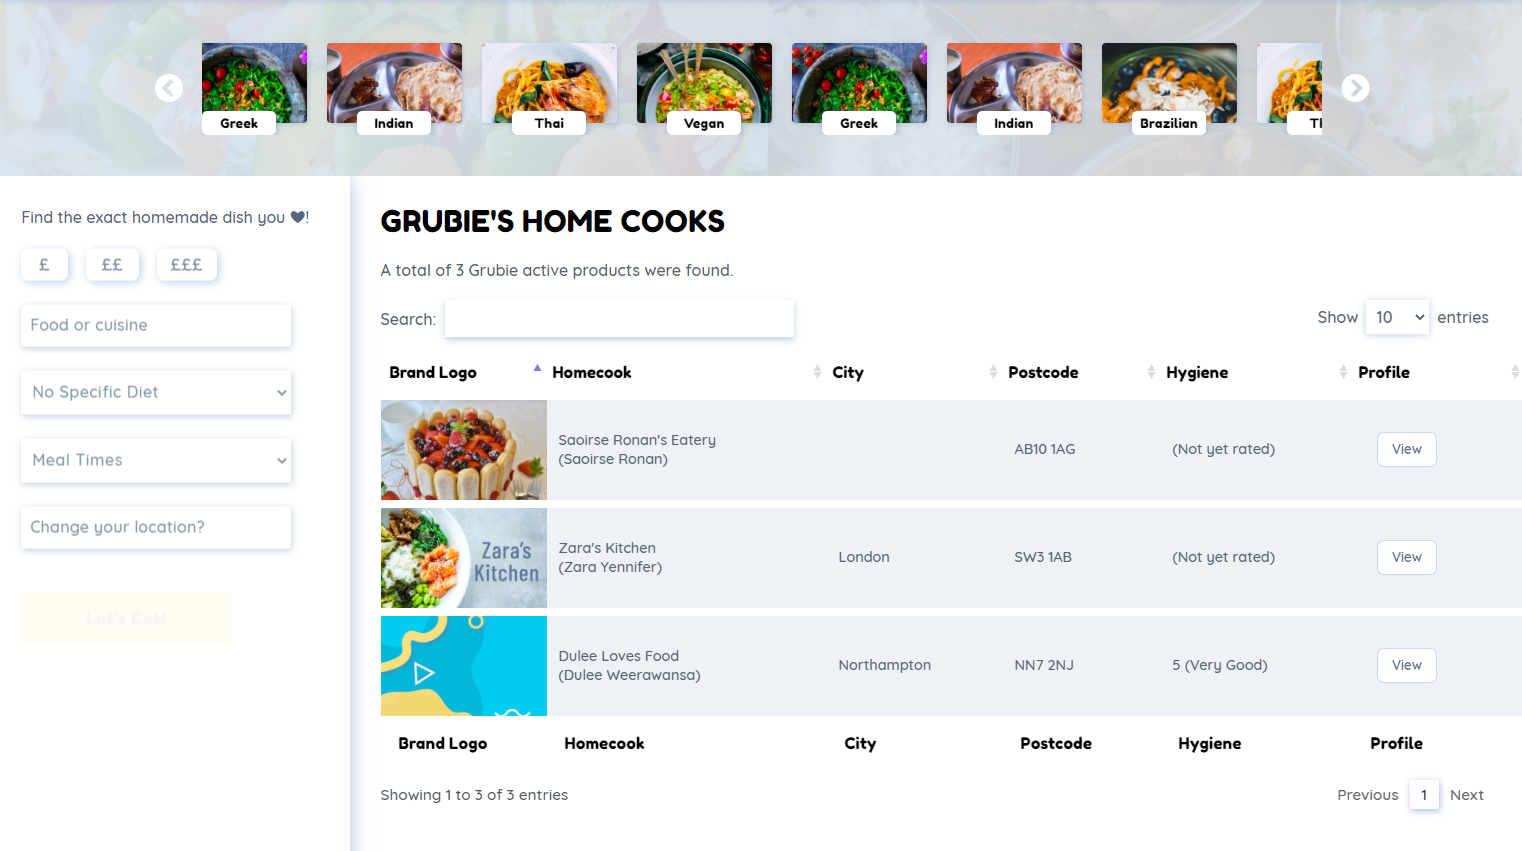 Greek
Indian
Thai
Vegan
Greek
Indian
Brazilian
Find the exact homemade dish you ♥!
£
££
£££
Food or cuisine
No Specific Diet
Meal Times
Change your location?
Let's Eat!
GRUBIE'S HOME COOKS
A total of 3 Grubie active products were found.
Search:
Show 10 entries
Brand Logo Homecook City Postcode Hygiene Profile
Saoirse Ronan's Eatery
(Saoirse Ronan)
AB10 1AG
(Not yet rated)
View
Zara's
Kitchen
Zara's Kitchen
(Zara Yennifer)
London
SW3 1AB
(Not yet rated)
View
Dulee Loves Food
(Dulee Weerawansa)
Northampton
NN7 2NJ
5 (Very Good)
View
Brand Logo Homecook City Postcode Hygiene Profile
Showing 1 to 3 of 3 entries
Previous 1 Next